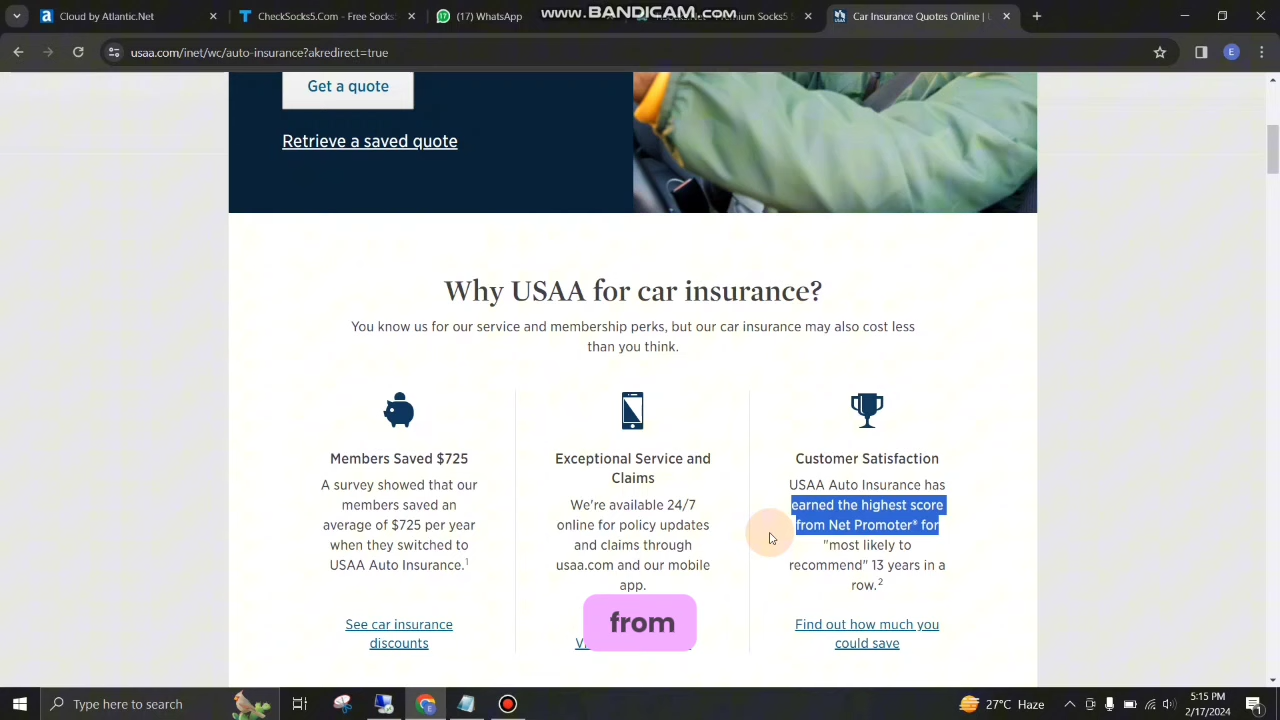 Cloud by Atlantic.Net |
CheckSocks5.Com - Free Socks
(17) WhatsApp
www.BANDICAM.com
Car Insurance Quotes Online | U
usaa.com/inet/wc/auto-insurance?akredirect=true
E
Get a quote
Retrieve a saved quote
Why USAA for car insurance?
You know us for our service and membership perks, but our car insurance may also cost less
than you think.
Members Saved $725
A survey showed that our
members saved an
average of $725 per year
when they switched to
USAA Auto Insurance.1
See car insurance
discounts
Exceptional Service and
Claims
We're available 24/7
online for policy updates
and claims through
usaa.com and our mobile
app.
from
Customer Satisfaction
USAA Auto Insurance has
earned the highest score
from Net Promoter® for
"most likely to
recommend" 13 years in a
row.2
Find out how much you
could save
Type here to search
27°C Haze
5:15 PM
2/17/2024